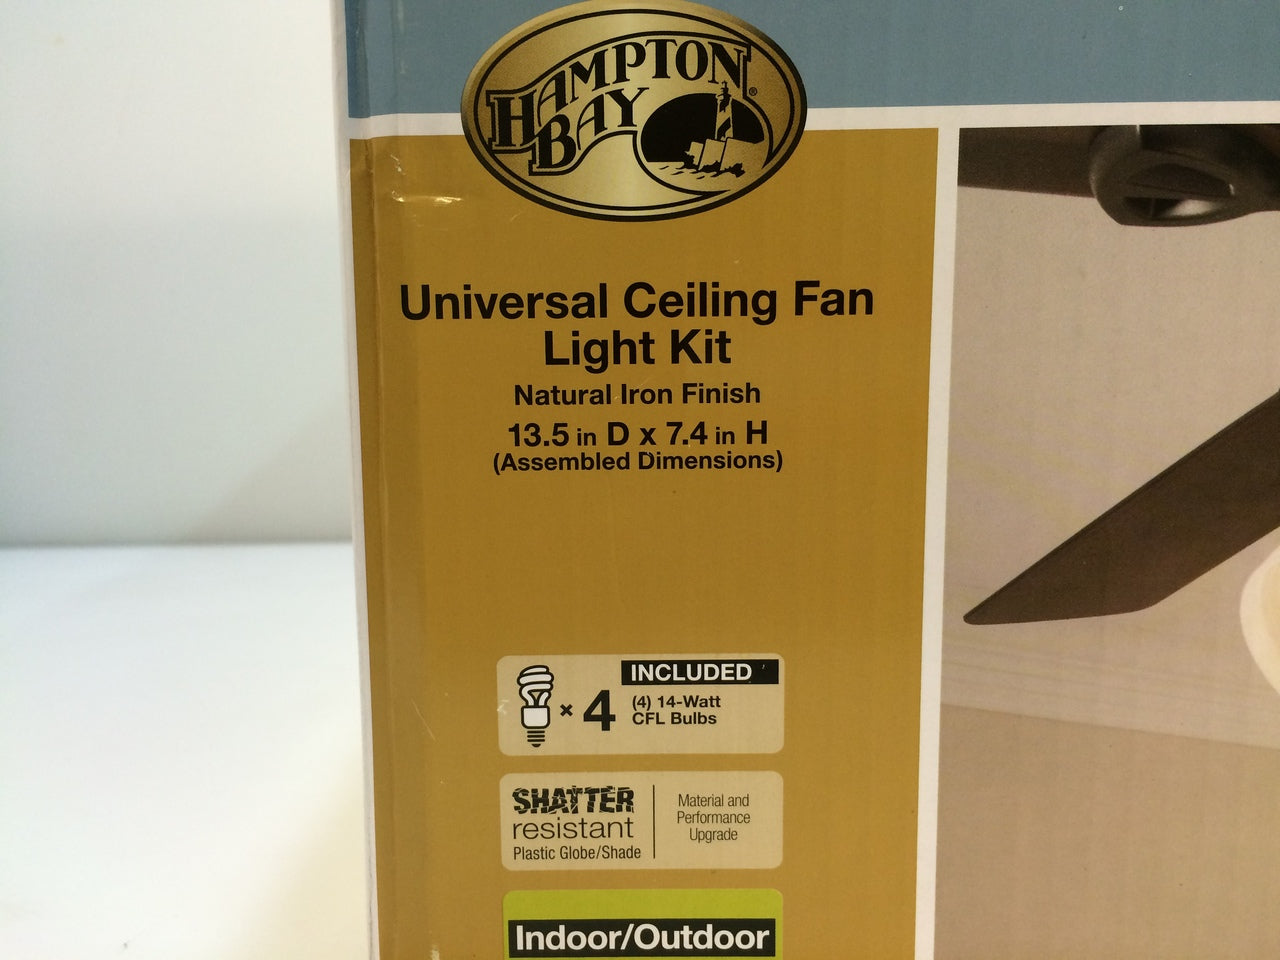 HAMPTON
BAY®
Universal Ceiling Fan
Light Kit
Natural Iron Finish
13.5 in D x 7.4 in H
(Assembled Dimensions)
INCLUDED
× 4
(4) 14-Watt
CFL Bulbs
SHATTER
resistant
Plastic Globe/Shade
Material and
Performance
Upgrade
Indoor/Outdoor